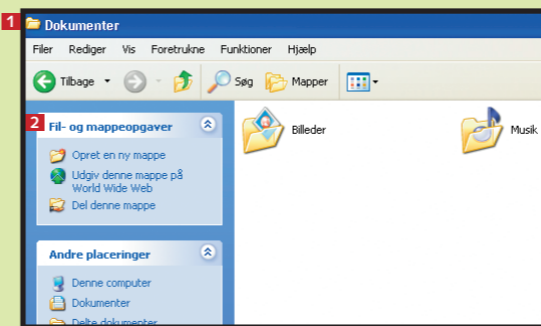 1
Dokumenter
Filer Rediger Vis Foretrukne Funktioner Hjælp
Tilbage Søg Mapper
2
Fil- og mappeopgaver
Opret en ny mappe
Udgiv denne mappe på
World Wide Web
Del denne mappe
Andre placeringer
Denne computer
Dokumenter
Delte dokumenter
Billeder
Musik